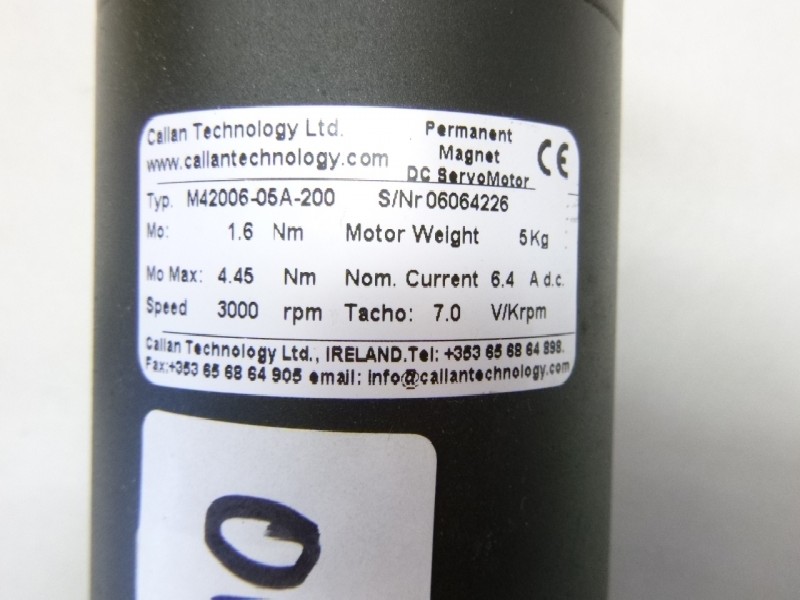 Callan Technology Ltd.
www.callantechnology.com
Permanent
Magnet
DC ServoMotor
CE
Typ. M42006-05A-200 S/Nr 06064226
Mo: 1.6 Nm Motor Weight 5Kg
Mo Max: 4.45 Nm Nom. Current 6.4 A d.c.
Speed 3000 rpm Tacho: 7.0 V/Krpm
Callan Technology Ltd., IRELAND.Tel: +353 65 68 64 898.
Fax:+353 65 68 64 905 email: info@callantechnology.com